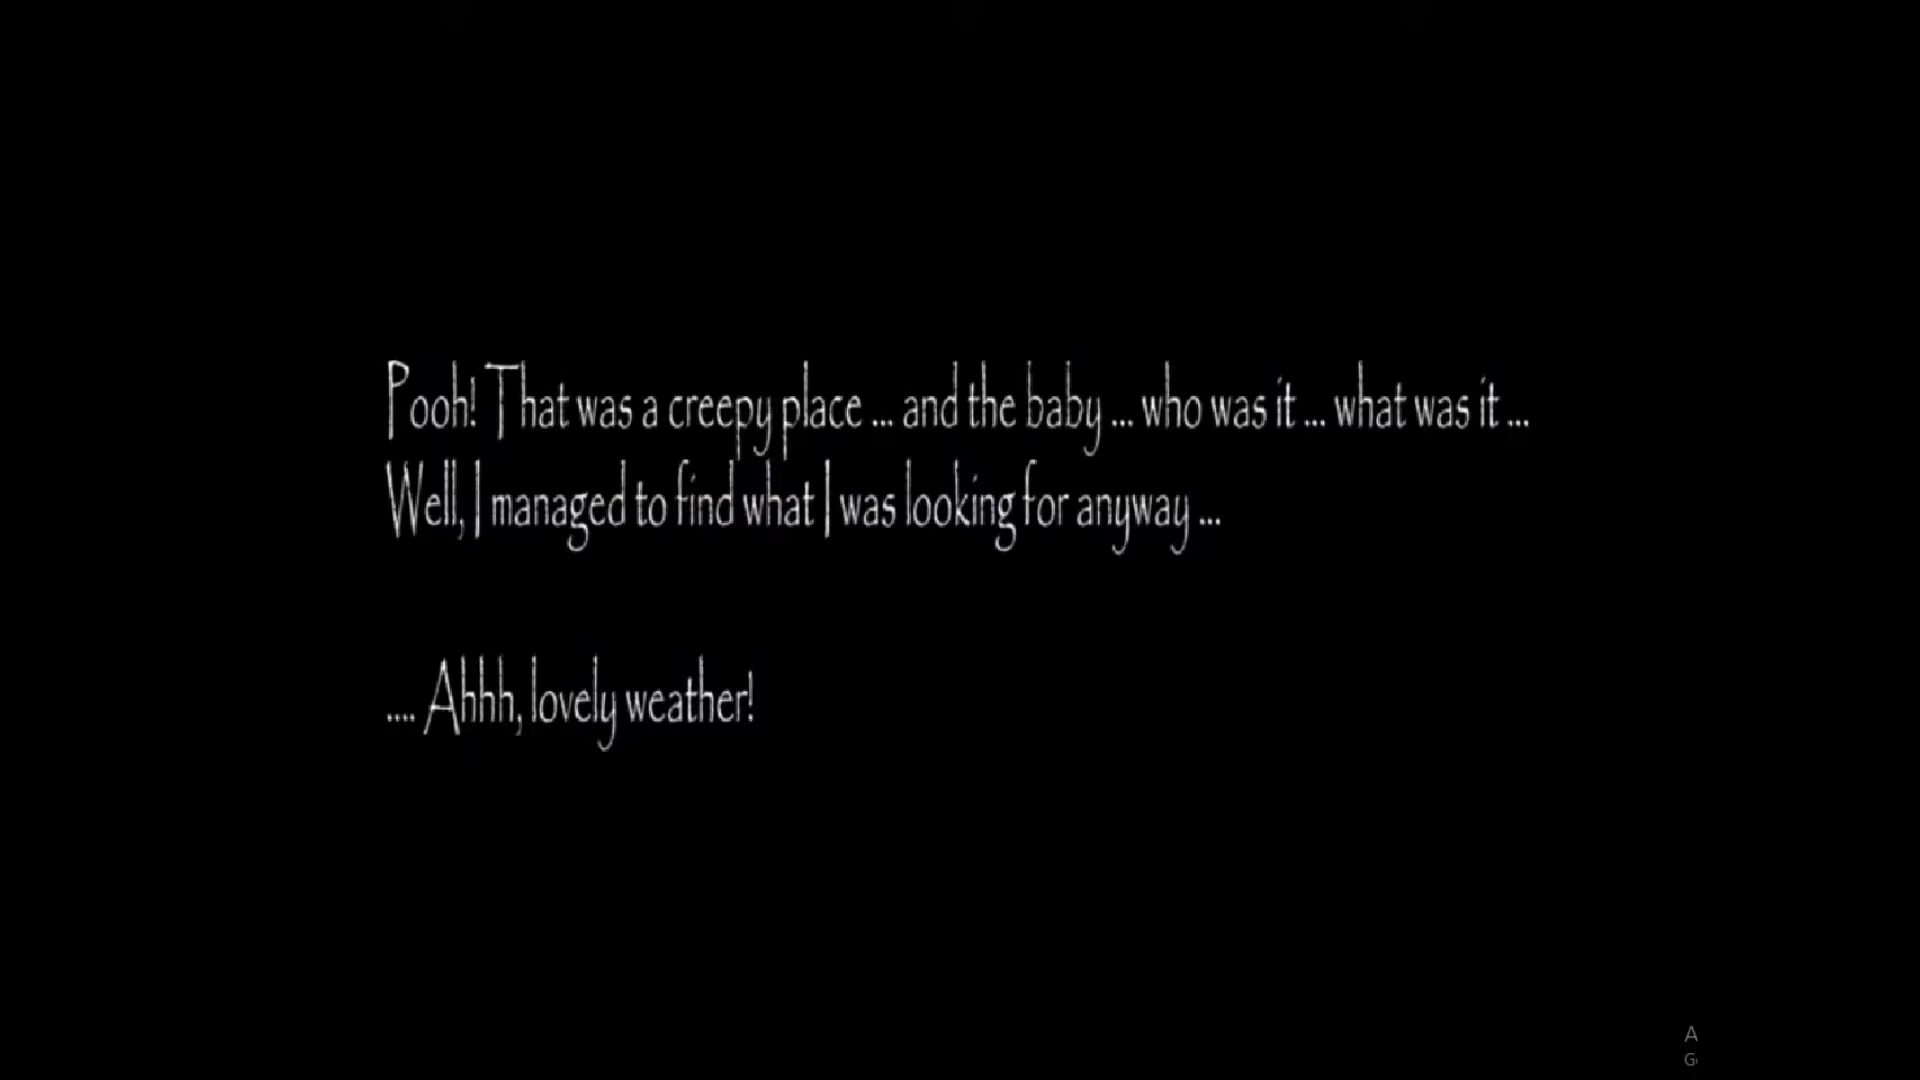 Pooh! That was a creepy place ... and the baby ... who was it ... what was it ...
Well, I managed to find what I was looking for anyway ...
.... Ahhh, lovely weather!
A
G